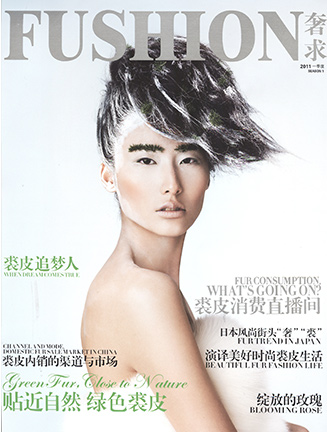 FUSHION
奢求
2011 一季度
SEASON 1
裘皮追梦人
WHEN DREAM COMES TRUE
FUR CONSUMPTION,
WHAT'S GOING ON?
裘皮消费直播间
日本风尚街头“奢”“裘”
FUR TREND IN JAPAN
CHANNEL AND MODE,
DOMESTIC FUR SALE MARKET IN CHINA
裘皮内销的渠道与市场
演译美好时尚裘皮生活
BEAUTIFUL FUR FASHION LIFE
Green Fur, Close to Nature
贴近自然 绿色裘皮
绽放的玫瑰
BLOOMING ROSE